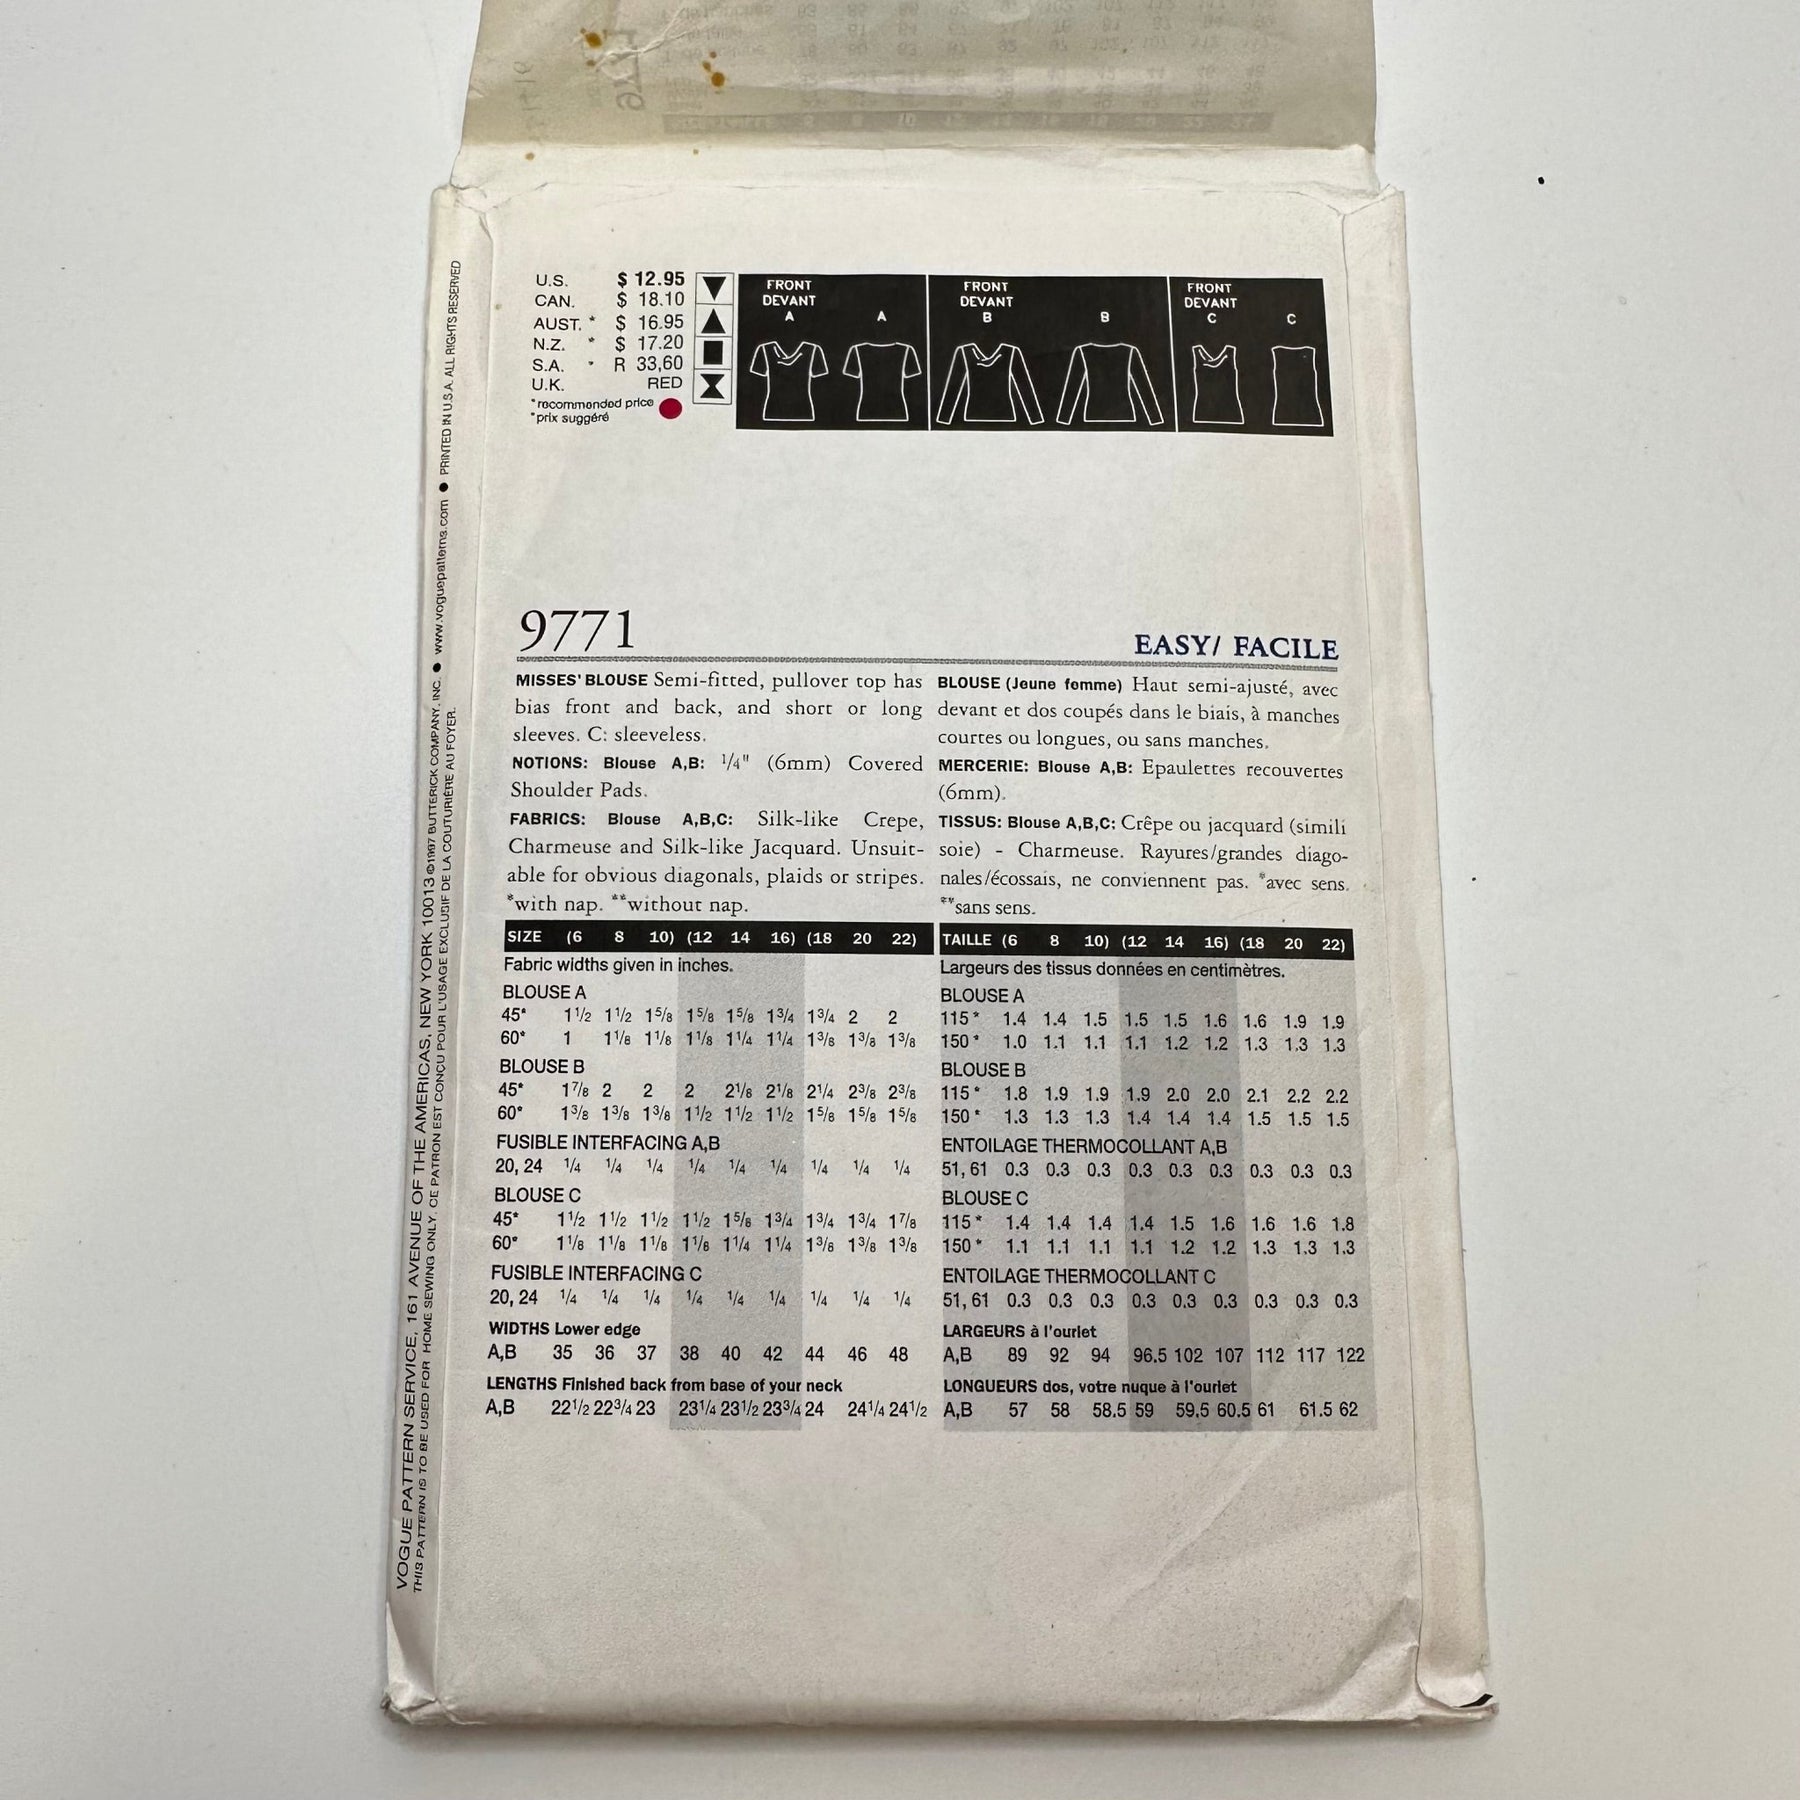 U.S. $ 12.95
CAN. $ 18.10
AUST. * $ 16.95
N.Z. * $ 17.20
S.A. * R 33,60
U.K. RED
*recommended price
*prix suggéré
FRONT
DEVANT
A A
FRONT
DEVANT
B B
FRONT
DEVANT
C C
9771
EASY/ FACILE
MISSES' BLOUSE Semi-fitted, pullover top has
bias front and back, and short or long
sleeves. C: sleeveless.
NOTIONS: Blouse A,B: 1/4" (6mm) Covered
Shoulder Pads.
FABRICS: Blouse A,B,C: Silk-like Crepe,
Charmeuse and Silk-like Jacquard. Unsuit-
able for obvious diagonals, plaids or stripes.
*with nap. **without nap.
BLOUSE (Jeune femme) Haut semi-ajusté, avec
devant et dos coupés dans le biais, à manches
courtes ou longues, ou sans manches.
MERCERIE: Blouse A,B: Epaulettes recouvertes
(6mm).
TISSUS: Blouse A,B,C: Crêpe ou jacquard (simili
soie) - Charmeuse. Rayures/grandes diago-
nales/écossais, ne conviennent pas. *avec sens.
**sans sens.
SIZE (6 8 10) (12 14 16) (18 20 22)
Fabric widths given in inches.
BLOUSE A
45* 1 1/2 1 1/2 1 5/8 1 5/8 1 5/8 1 3/4 1 3/4 2 2
60* 1 1 1/8 1 1/8 1 1/8 1 1/4 1 1/4 1 3/8 1 3/8 1 3/8
BLOUSE B
45* 1 7/8 2 2 2 2 1/8 2 1/8 2 1/4 2 3/8 2 3/8
60* 1 3/8 1 3/8 1 3/8 1 1/2 1 1/2 1 1/2 1 5/8 1 5/8 1 5/8
FUSIBLE INTERFACING A,B
20, 24 1/4 1/4 1/4 1/4 1/4 1/4 1/4 1/4 1/4
BLOUSE C
45* 1 1/2 1 1/2 1 1/2 1 1/2 1 5/8 1 3/4 1 3/4 1 3/4 1 7/8
60* 1 1/8 1 1/8 1 1/8 1 1/8 1 1/4 1 1/4 1 3/8 1 3/8 1 3/8
FUSIBLE INTERFACING C
20, 24 1/4 1/4 1/4 1/4 1/4 1/4 1/4 1/4 1/4
WIDTHS Lower edge
A,B 35 36 37 38 40 42 44 46 48
LENGTHS Finished back from base of your neck
A,B 22 1/2 22 3/4 23 23 1/4 23 1/2 23 3/4 24 24 1/4 24 1/2
TAILLE (6 8 10) (12 14 16) (18 20 22)
Largeurs des tissus données en centimètres.
BLOUSE A
115* 1.4 1.4 1.5 1.5 1.5 1.6 1.6 1.9 1.9
150* 1.0 1.1 1.1 1.1 1.2 1.2 1.3 1.3 1.3
BLOUSE B
115* 1.8 1.9 1.9 1.9 2.0 2.0 2.1 2.2 2.2
150* 1.3 1.3 1.3 1.4 1.4 1.4 1.5 1.5 1.5
ENTOILAGE THERMOCOLLANT A,B
51, 61 0.3 0.3 0.3 0.3 0.3 0.3 0.3 0.3 0.3
BLOUSE C
115* 1.4 1.4 1.4 1.4 1.5 1.6 1.6 1.6 1.8
150* 1.1 1.1 1.1 1.1 1.2 1.2 1.3 1.3 1.3
ENTOILAGE THERMOCOLLANT C
51, 61 0.3 0.3 0.3 0.3 0.3 0.3 0.3 0.3 0.3
LARGEURS à l'ourlet
A,B 89 92 94 96.5 102 107 112 117 122
LONGUEURS dos, votre nuque à l'ourlet
A,B 57 58 58.5 59 59.5 60.5 61 61.5 62
VOGUE PATTERN SERVICE, 161 AVENUE OF THE AMERICAS, NEW YORK 10013 ©1997 BUTTERICK COMPANY, INC. ● www.voguepatterns.com ● PRINTED IN U.S.A. ALL RIGHTS RESERVED
THIS PATTERN IS TO BE USED FOR HOME SEWING ONLY. CE PATRON EST CONÇU POUR L'USAGE EXCLUSIF DE LA COUTURIÈRE AU FOYER.